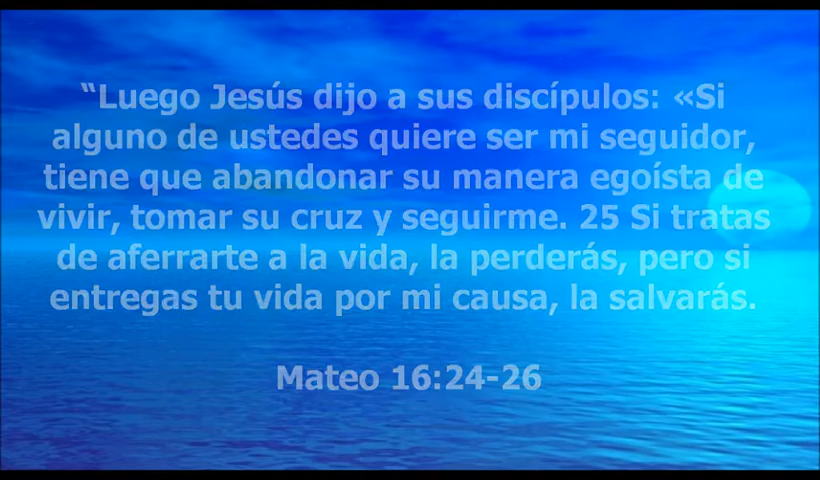 “Luego Jesús dijo a sus discípulos: «Si
alguno de ustedes quiere ser mi seguidor,
tiene que abandonar su manera egoísta de
vivir, tomar su cruz y seguirme. 25 Si tratas
de aferrarte a la vida, la perderás, pero si
entregas tu vida por mi causa, la salvarás.
Mateo 16:24-26